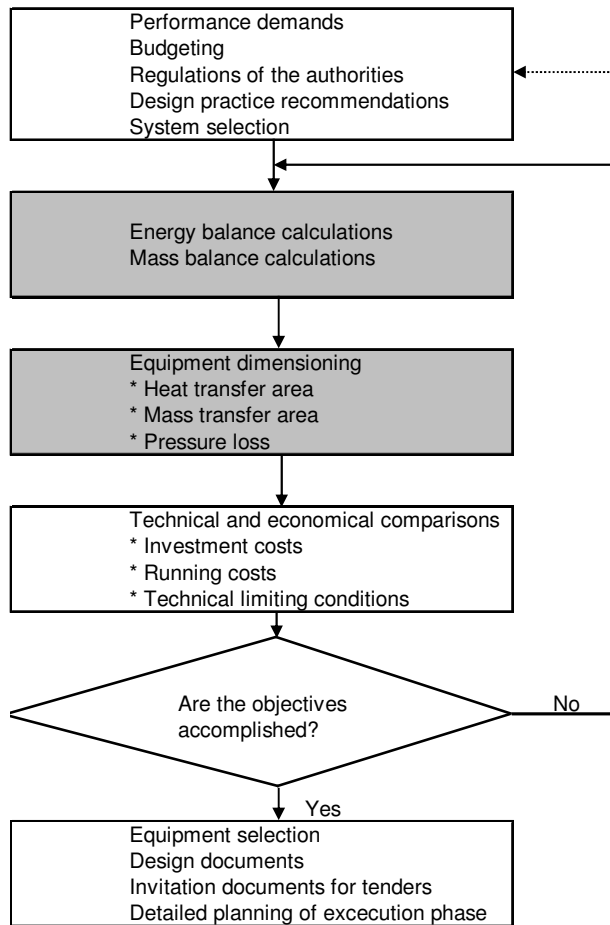 Performance demands
Budgeting
Regulations of the authorities
Design practice recommendations
System selection
Energy balance calculations
Mass balance calculations
Equipment dimensioning
* Heat transfer area
* Mass transfer area
* Pressure loss
Technical and economical comparisons
* Investment costs
* Running costs
* Technical limiting conditions
Are the objectives
accomplished?
No
Yes
Equipment selection
Design documents
Invitation documents for tenders
Detailed planning of excecution phase